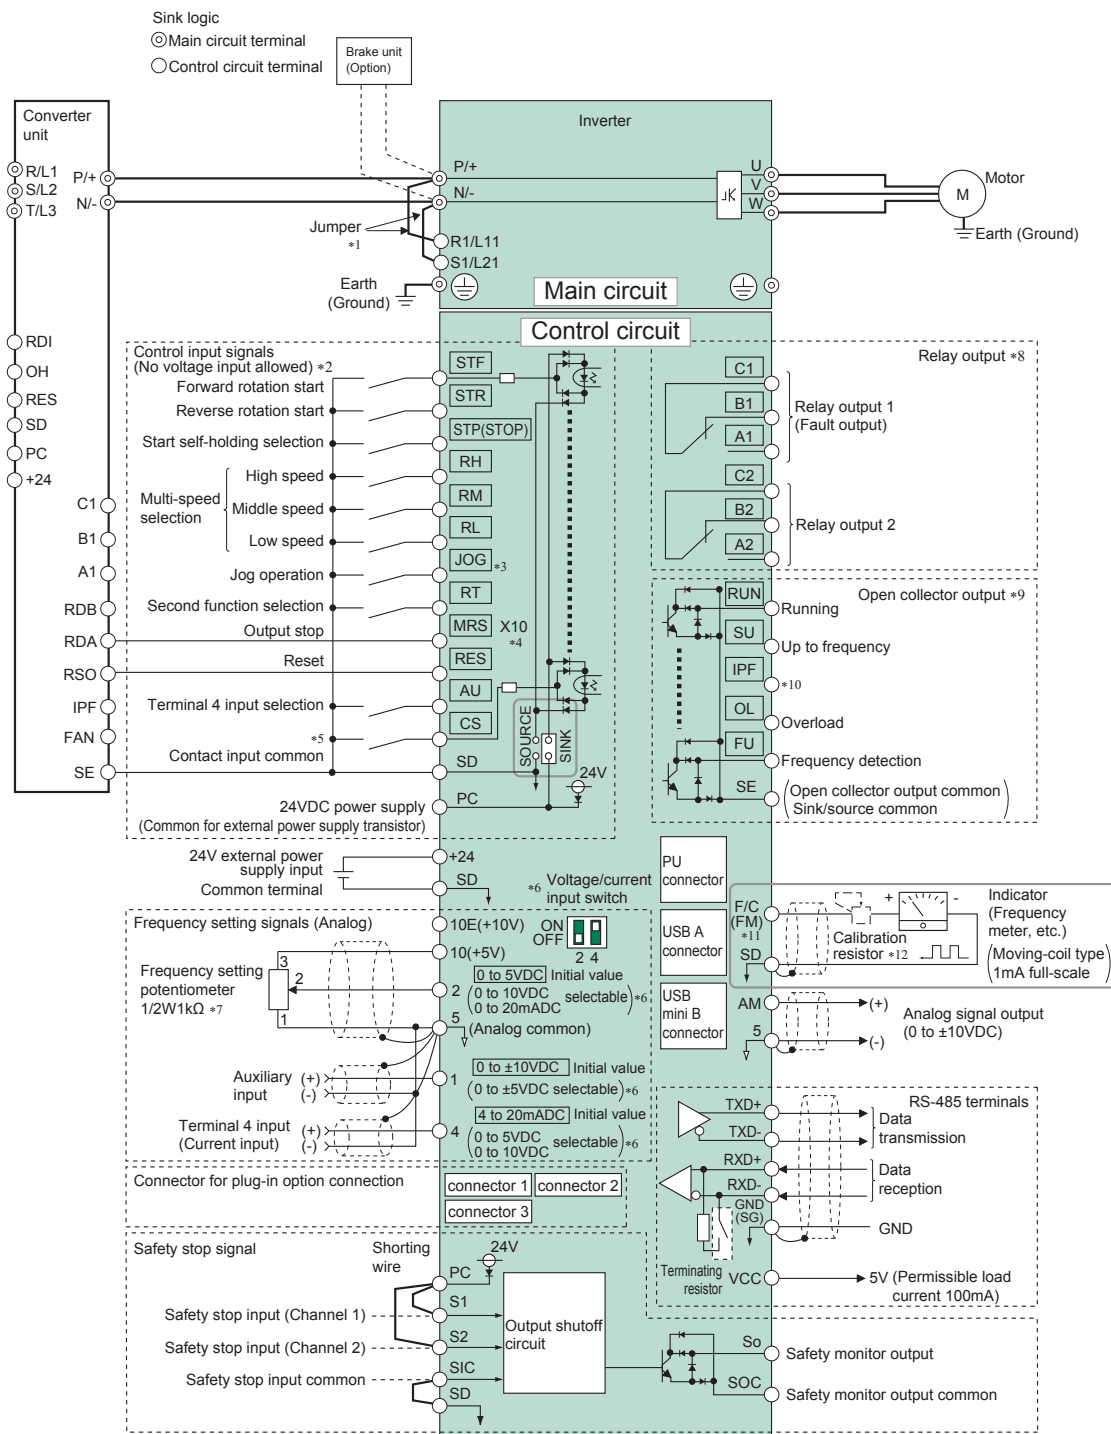 Sink logic
Main circuit terminal
Control circuit terminal
Brake unit
(Option)
Converter
unit
R/L1
S/L2
T/L3
P/+
N/-
RDI
OH
RES
SD
PC
+24
C1
B1
A1
RDB
RDA
RSO
IPF
FAN
SE
Inverter
P/+
N/-
Jumper
*1
R1/L11
S1/L21
Earth
(Ground)
U
V
W
M
Motor
Earth (Ground)
Main circuit
Control circuit
Control input signals
(No voltage input allowed) *2
Forward rotation start
Reverse rotation start
Start self-holding selection
Multi-speed
selection
High speed
Middle speed
Low speed
Jog operation
Second function selection
Output stop
Reset
Terminal 4 input selection
*5
Contact input common
24VDC power supply
(Common for external power supply transistor)
STF
STR
STP(STOP)
RH
RM
RL
JOG
*3
RT
MRS
X10
*4
RES
AU
CS
SD
PC
SOURCE
SINK
24V
Relay output *8
C1
B1
A1
Relay output 1
(Fault output)
C2
B2
A2
Relay output 2
Open collector output *9
RUN
Running
SU
Up to frequency
IPF
*10
OL
Overload
FU
Frequency detection
SE
(Open collector output common)
Sink/source common
24V external power
supply input
Common terminal
+24
SD
*6
Voltage/current
input switch
PU
connector
USB A
connector
USB
mini B
connector
Frequency setting signals (Analog)
10E(+10V)
ON
OFF
2 4
10(+5V)
Frequency setting
potentiometer
1/2W1kΩ *7
3
2
1
2
0 to 5VDC Initial value
(0 to 10VDC
0 to 20mADC selectable) *6
5
(Analog common)
Auxiliary
input
(+)
(-)
1
0 to ±10VDC Initial value
(0 to ±5VDC selectable) *6
Terminal 4 input
(Current input)
(+)
(-)
4
4 to 20mADC Initial value
(0 to 5VDC
0 to 10VDC selectable) *6
F/C
(FM)
*11
SD
+
-
Calibration
resistor *12
Indicator
(Frequency
meter, etc.)
(Moving-coil type
1mA full-scale)
AM
5
(+)
(-)
Analog signal output
(0 to ±10VDC)
RS-485 terminals
TXD+
TXD-
Data
transmission
RXD+
RXD-
Data
reception
GND
(SG)
GND
Terminating
resistor
VCC
5V (Permissible load
current 100mA)
Connector for plug-in option connection
connector 1
connector 2
connector 3
Safety stop signal
Shorting
wire
24V
PC
S1
S2
SIC
SD
Safety stop input (Channel 1)
Safety stop input (Channel 2)
Safety stop input common
Output shutoff
circuit
So
Safety monitor output
SOC
Safety monitor output common